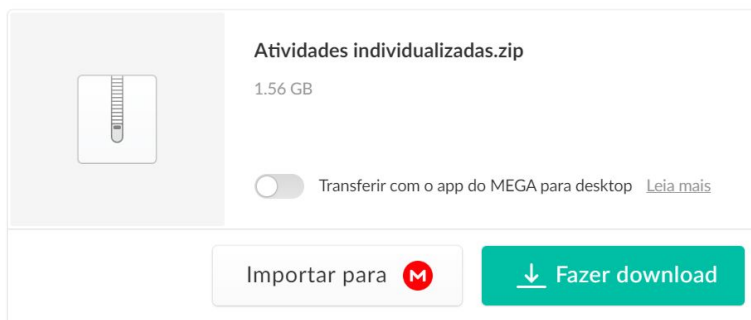 Atividades individualizadas.zip
1.56 GB
Transferir com o app do MEGA para desktop Leia mais
Importar para M
Fazer download